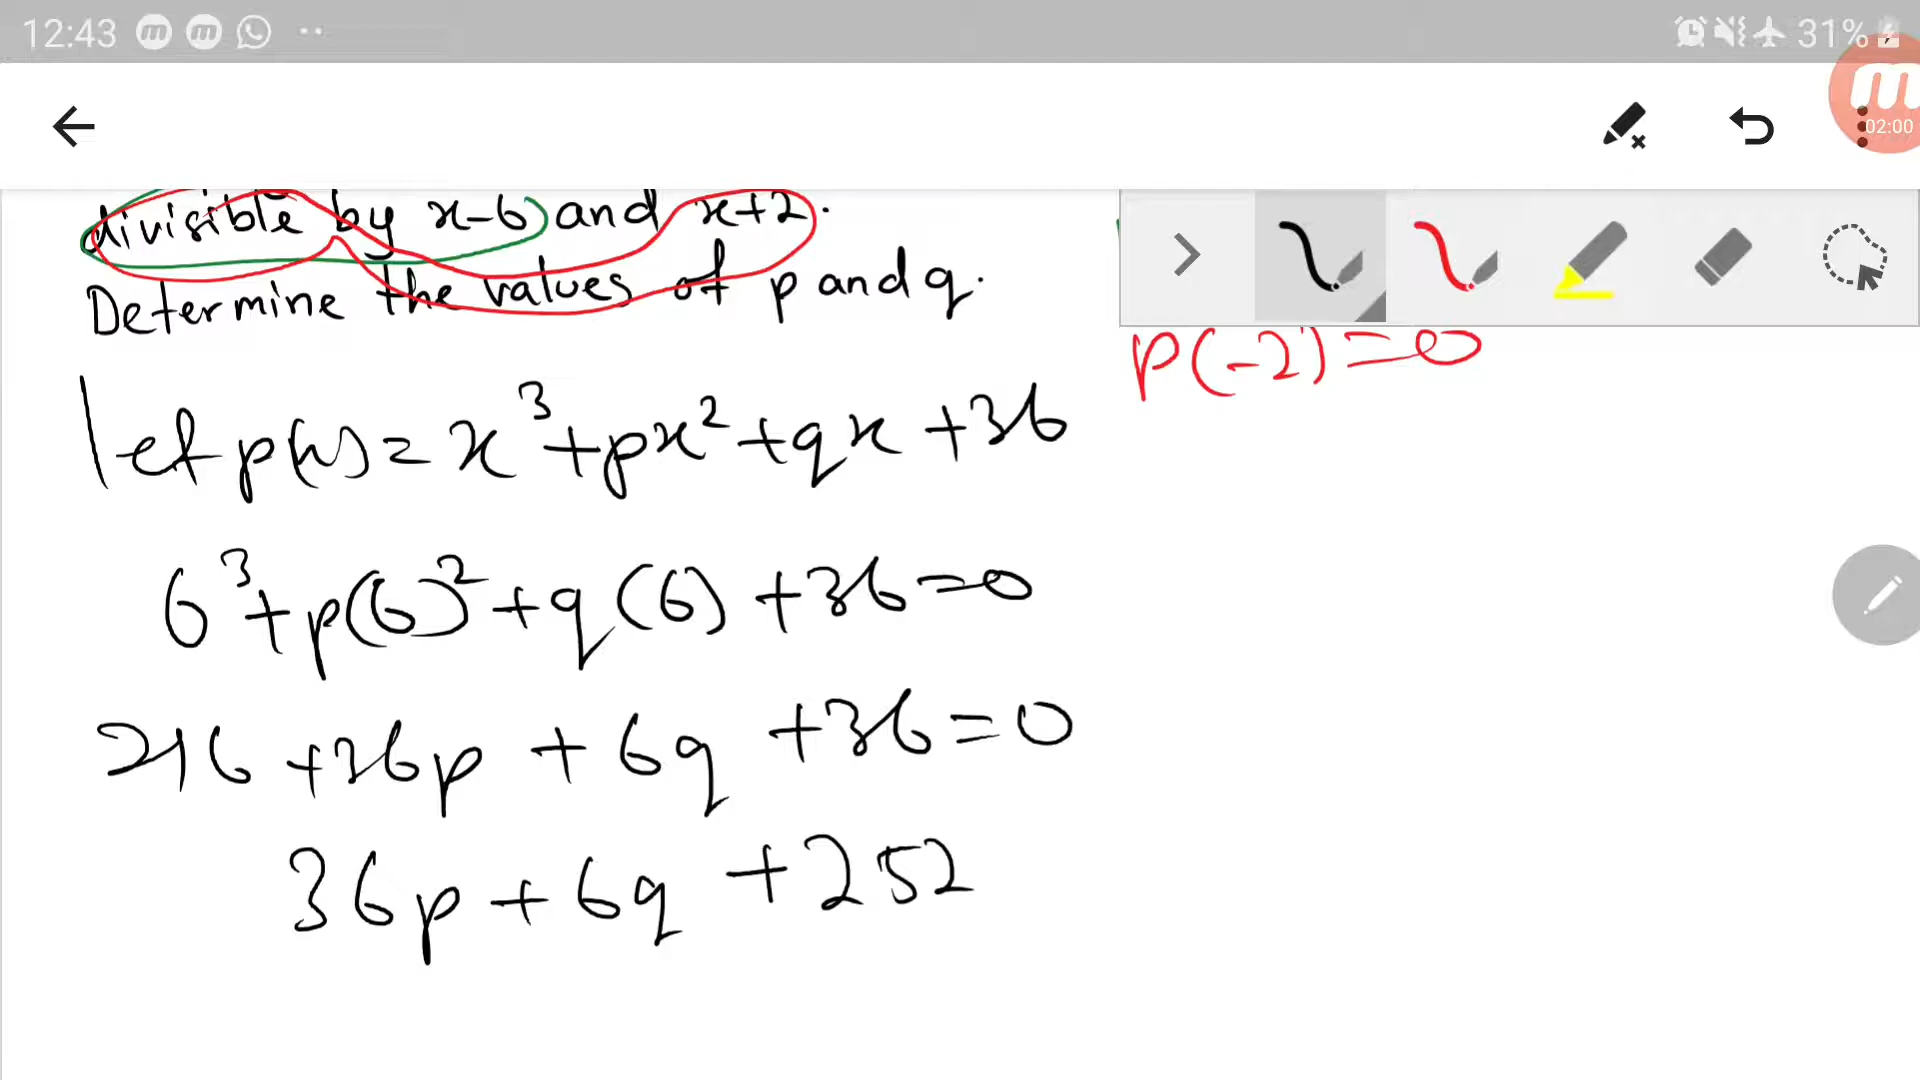 12:43
31%
02:00
divisible by x-6 and x+2.
Determine the values of p and q.
p(-2)=0
let p(x)= x³+px²+qx+36
6³+p(6)²+q(6)+36=0
216+36p+6q+36=0
36p+6q+252